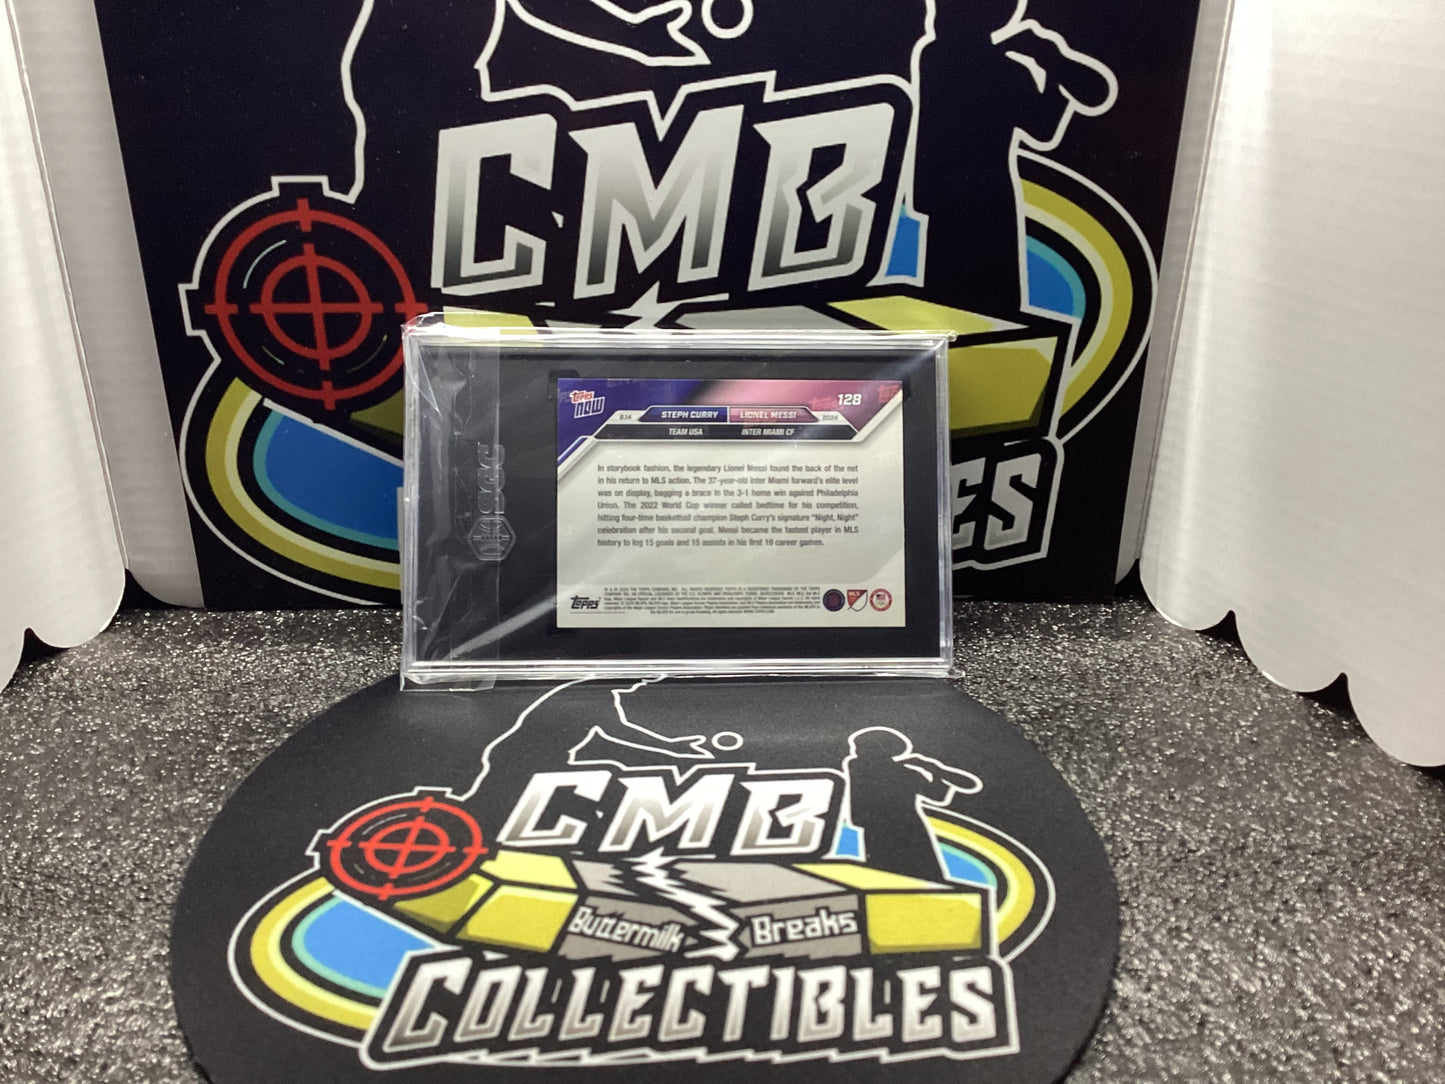 CMB
ES
topps now
128
8.14
STEPH CURRY
LIONEL MESSI
2024
TEAM USA
INTER MIAMI CF
In storybook fashion, the legendary Lionel Messi found the back of the net
in his return to MLS action. The 37-year-old Inter Miami forward's elite level
was on display, bagging a brace in the 3-1 home win against Philadelphia
Union. The 2022 World Cup winner called bedtime for his competition,
hitting four-time basketball champion Steph Curry's signature "Night, Night"
celebration after his second goal. Messi became the fastest player in MLS
history to log 15 goals and 15 assists in his first 19 career games.
SGC
topps
MLS
CMB
Buttermilk Breaks
COLLECTIBLES